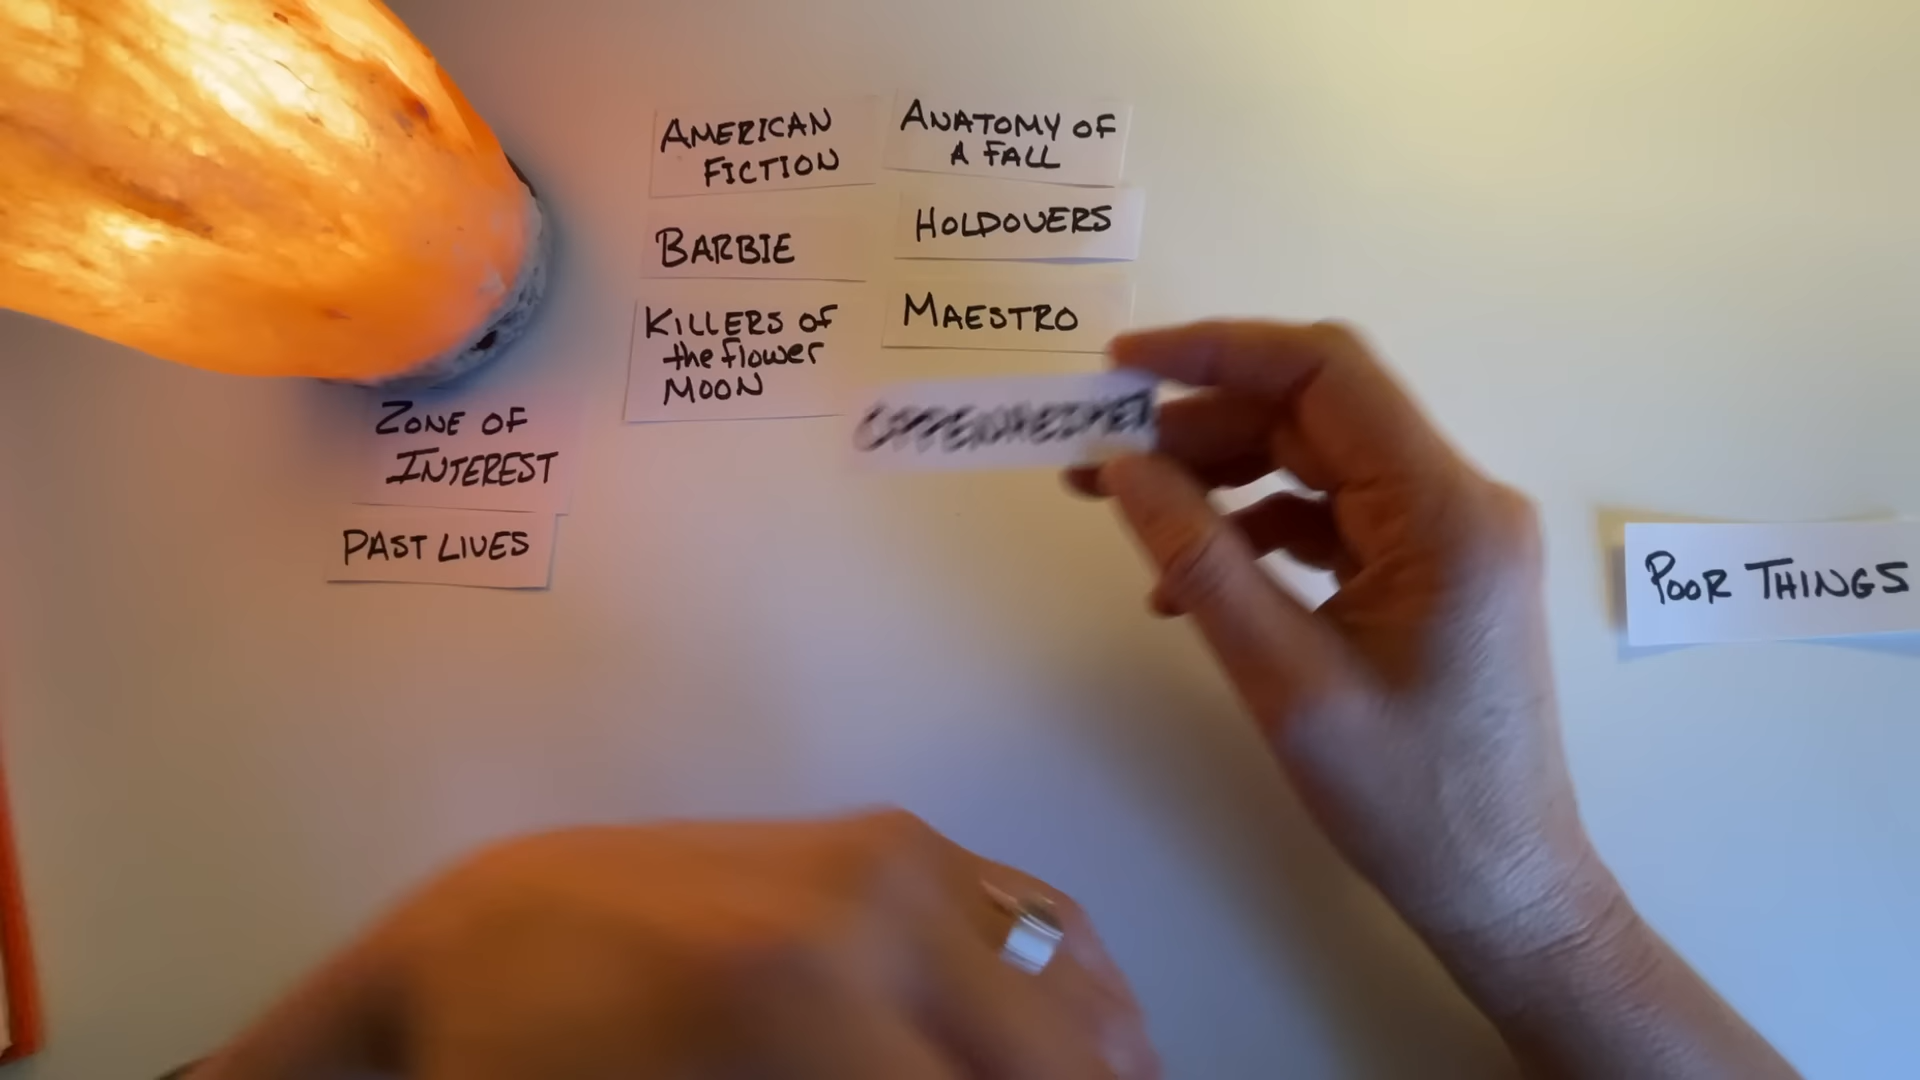 AMERICAN
FICTION
ANATOMY OF
A FALL
BARBIE
HOLDOVERS
KILLERS OF
the flower
MOON
MAESTRO
OPPENHEIMER
ZONE OF
INTEREST
PAST LIVES
POOR THINGS